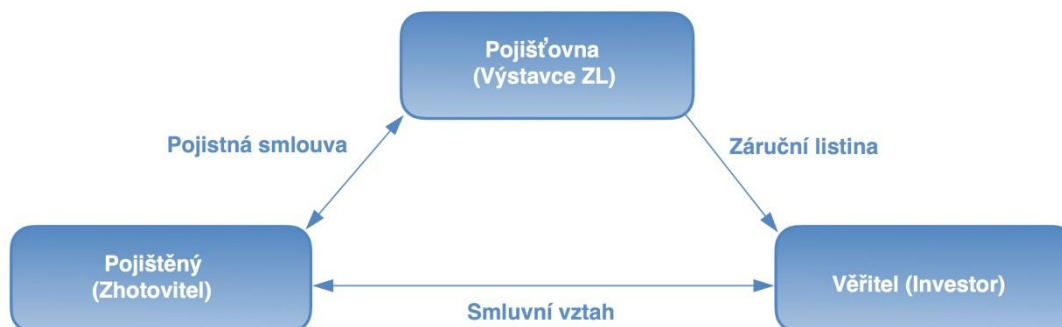 Pojišťovna
(Výstavce ZL)
Pojistná smlouva
Záruční listina
Pojištěný
(Zhotovitel)
Věřitel (Investor)
Smluvní vztah